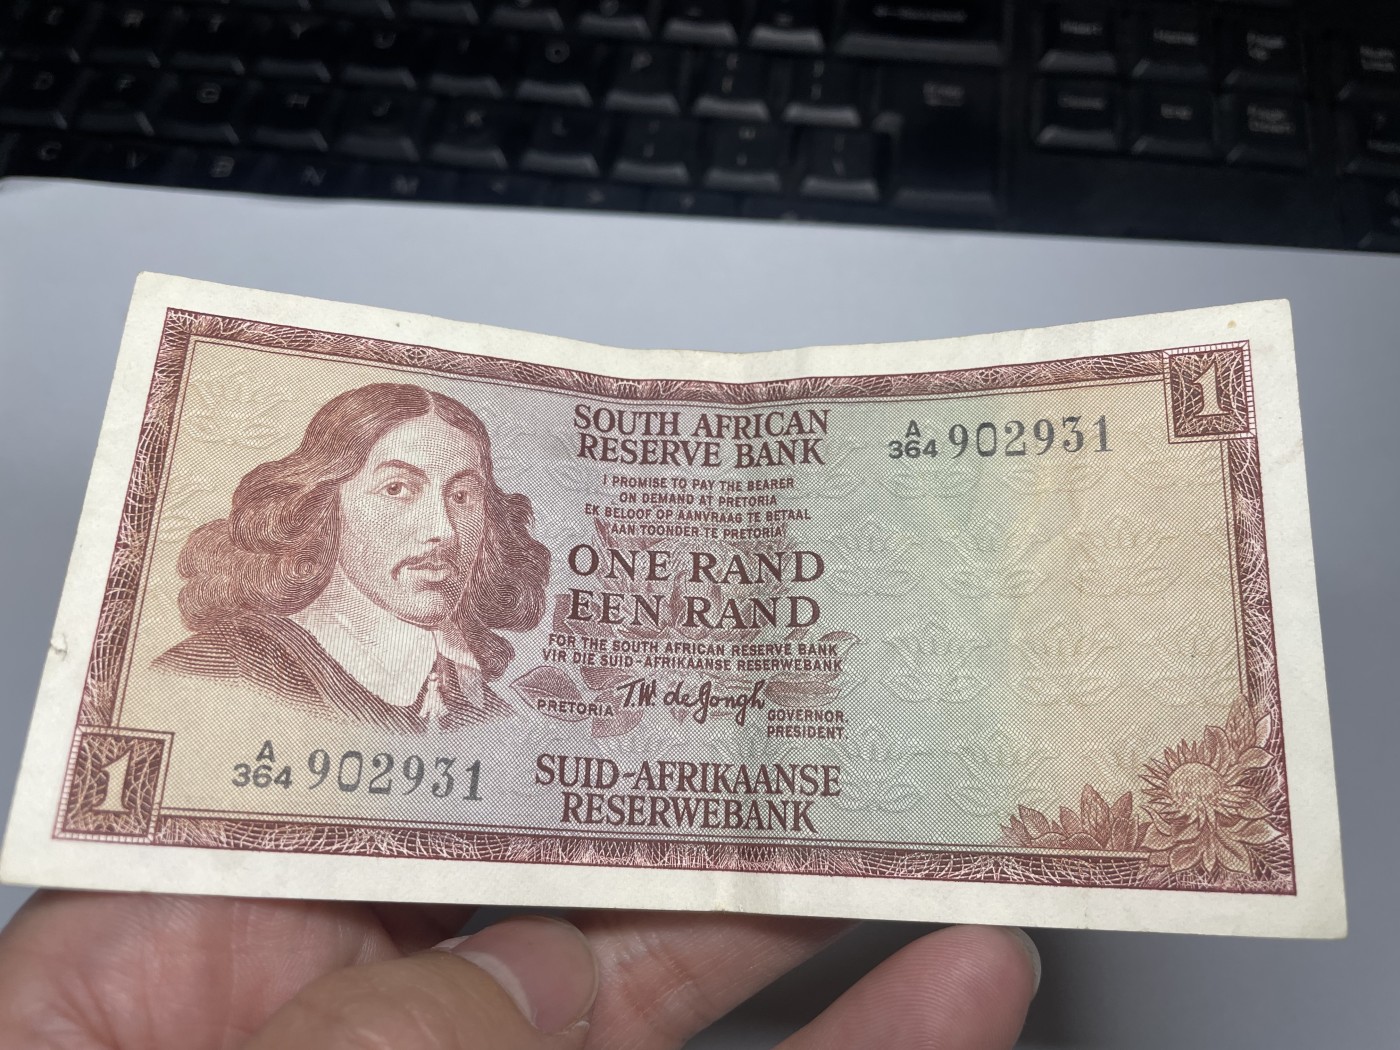 C V B N M
D F G H J K L
R T Y U I O P
Home
End
1
SOUTH AFRICAN
RESERVE BANK
A
364 902931
I PROMISE TO PAY THE BEARER
ON DEMAND AT PRETORIA
EK BELOOF OP AANVRAAG TE BETAAL
AAN TOONDER TE PRETORIA
ONE RAND
EEN RAND
FOR THE SOUTH AFRICAN RESERVE BANK
VIR DIE SUID-AFRIKAANSE RESERWEBANK
PRETORIA T.W. de Jongh GOVERNOR.
PRESIDENT.
A
364 902931
SUID-AFRIKAANSE
RESERWEBANK
1